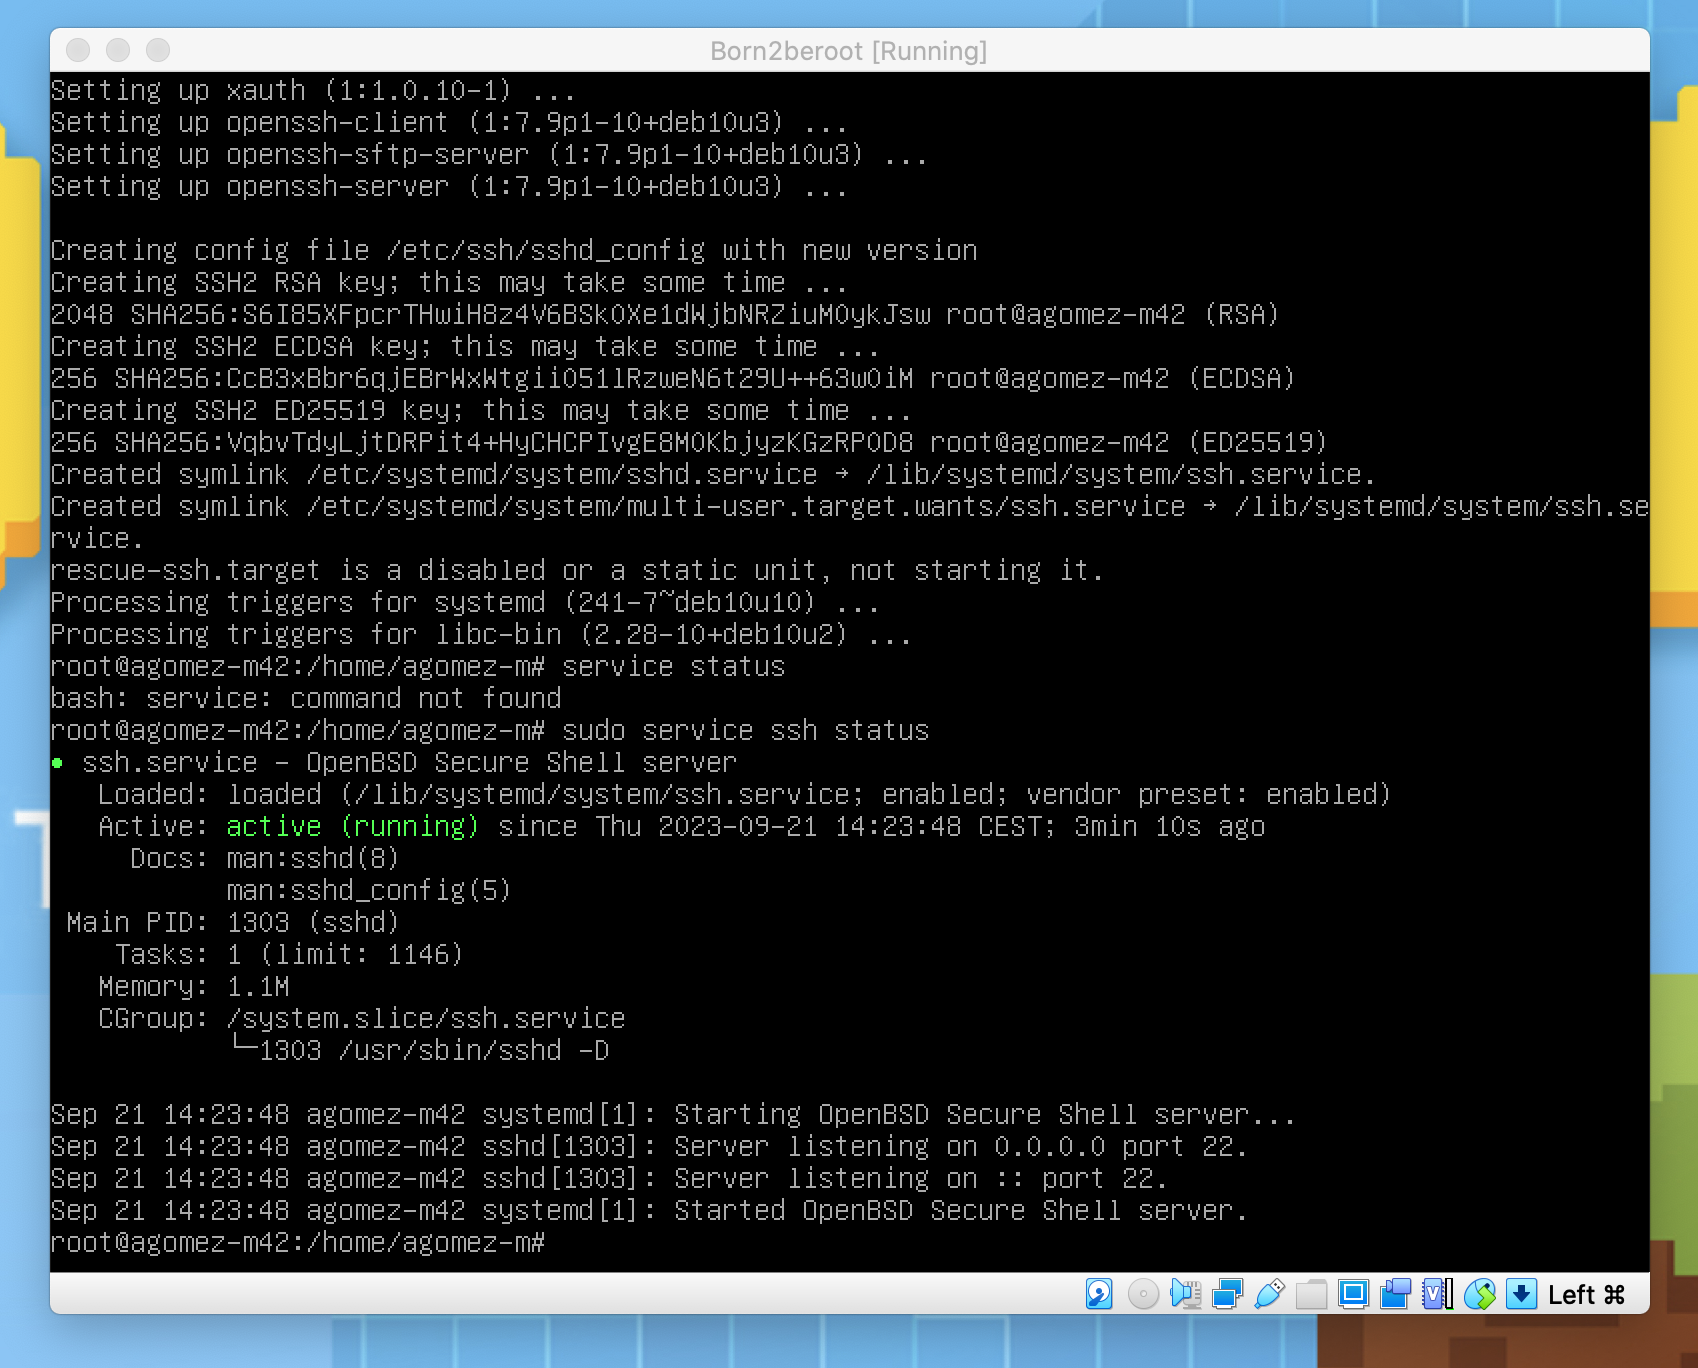 Born2beroot [Running]
Setting up xauth (1:1.0.10-1) ...
Setting up openssh-client (1:7.9p1-10+deb10u3) ...
Setting up openssh-sftp-server (1:7.9p1-10+deb10u3) ...
Setting up openssh-server (1:7.9p1-10+deb10u3) ...
Creating config file /etc/ssh/sshd_config with new version
Creating SSH2 RSA key; this may take some time ...
2048 SHA256:S6I85XFpcrTHwiH8z4V6BSkOXe1dWjbNRZiuMOykJsw root@agomez-m42 (RSA)
Creating SSH2 ECDSA key; this may take some time ...
256 SHA256:CcB3xBbr6qjEBrWxWtgiiO51lRzweN6t29U++63wOiM root@agomez-m42 (ECDSA)
Creating SSH2 ED25519 key; this may take some time ...
256 SHA256:VqbvTdyLjtDRPit4+HyCHCPIvgE8MOKbjyzKGzRPOD8 root@agomez-m42 (ED25519)
Created symlink /etc/systemd/system/sshd.service → /lib/systemd/system/ssh.service.
Created symlink /etc/systemd/system/multi-user.target.wants/ssh.service → /lib/systemd/system/ssh.se
rvice.
rescue-ssh.target is a disabled or a static unit, not starting it.
Processing triggers for systemd (241-7~deb10u10) ...
Processing triggers for libc-bin (2.28-10+deb10u2) ...
root@agomez-m42:/home/agomez-m# service status
bash: service: command not found
root@agomez-m42:/home/agomez-m# sudo service ssh status
● ssh.service - OpenBSD Secure Shell server
Loaded: loaded (/lib/systemd/system/ssh.service; enabled; vendor preset: enabled)
Active: active (running) since Thu 2023-09-21 14:23:48 CEST; 3min 10s ago
Docs: man:sshd(8)
man:sshd_config(5)
Main PID: 1303 (sshd)
Tasks: 1 (limit: 1146)
Memory: 1.1M
CGroup: /system.slice/ssh.service
└─1303 /usr/sbin/sshd -D
Sep 21 14:23:48 agomez-m42 systemd[1]: Starting OpenBSD Secure Shell server...
Sep 21 14:23:48 agomez-m42 sshd[1303]: Server listening on 0.0.0.0 port 22.
Sep 21 14:23:48 agomez-m42 sshd[1303]: Server listening on :: port 22.
Sep 21 14:23:48 agomez-m42 systemd[1]: Started OpenBSD Secure Shell server.
root@agomez-m42:/home/agomez-m#
Left ⌘